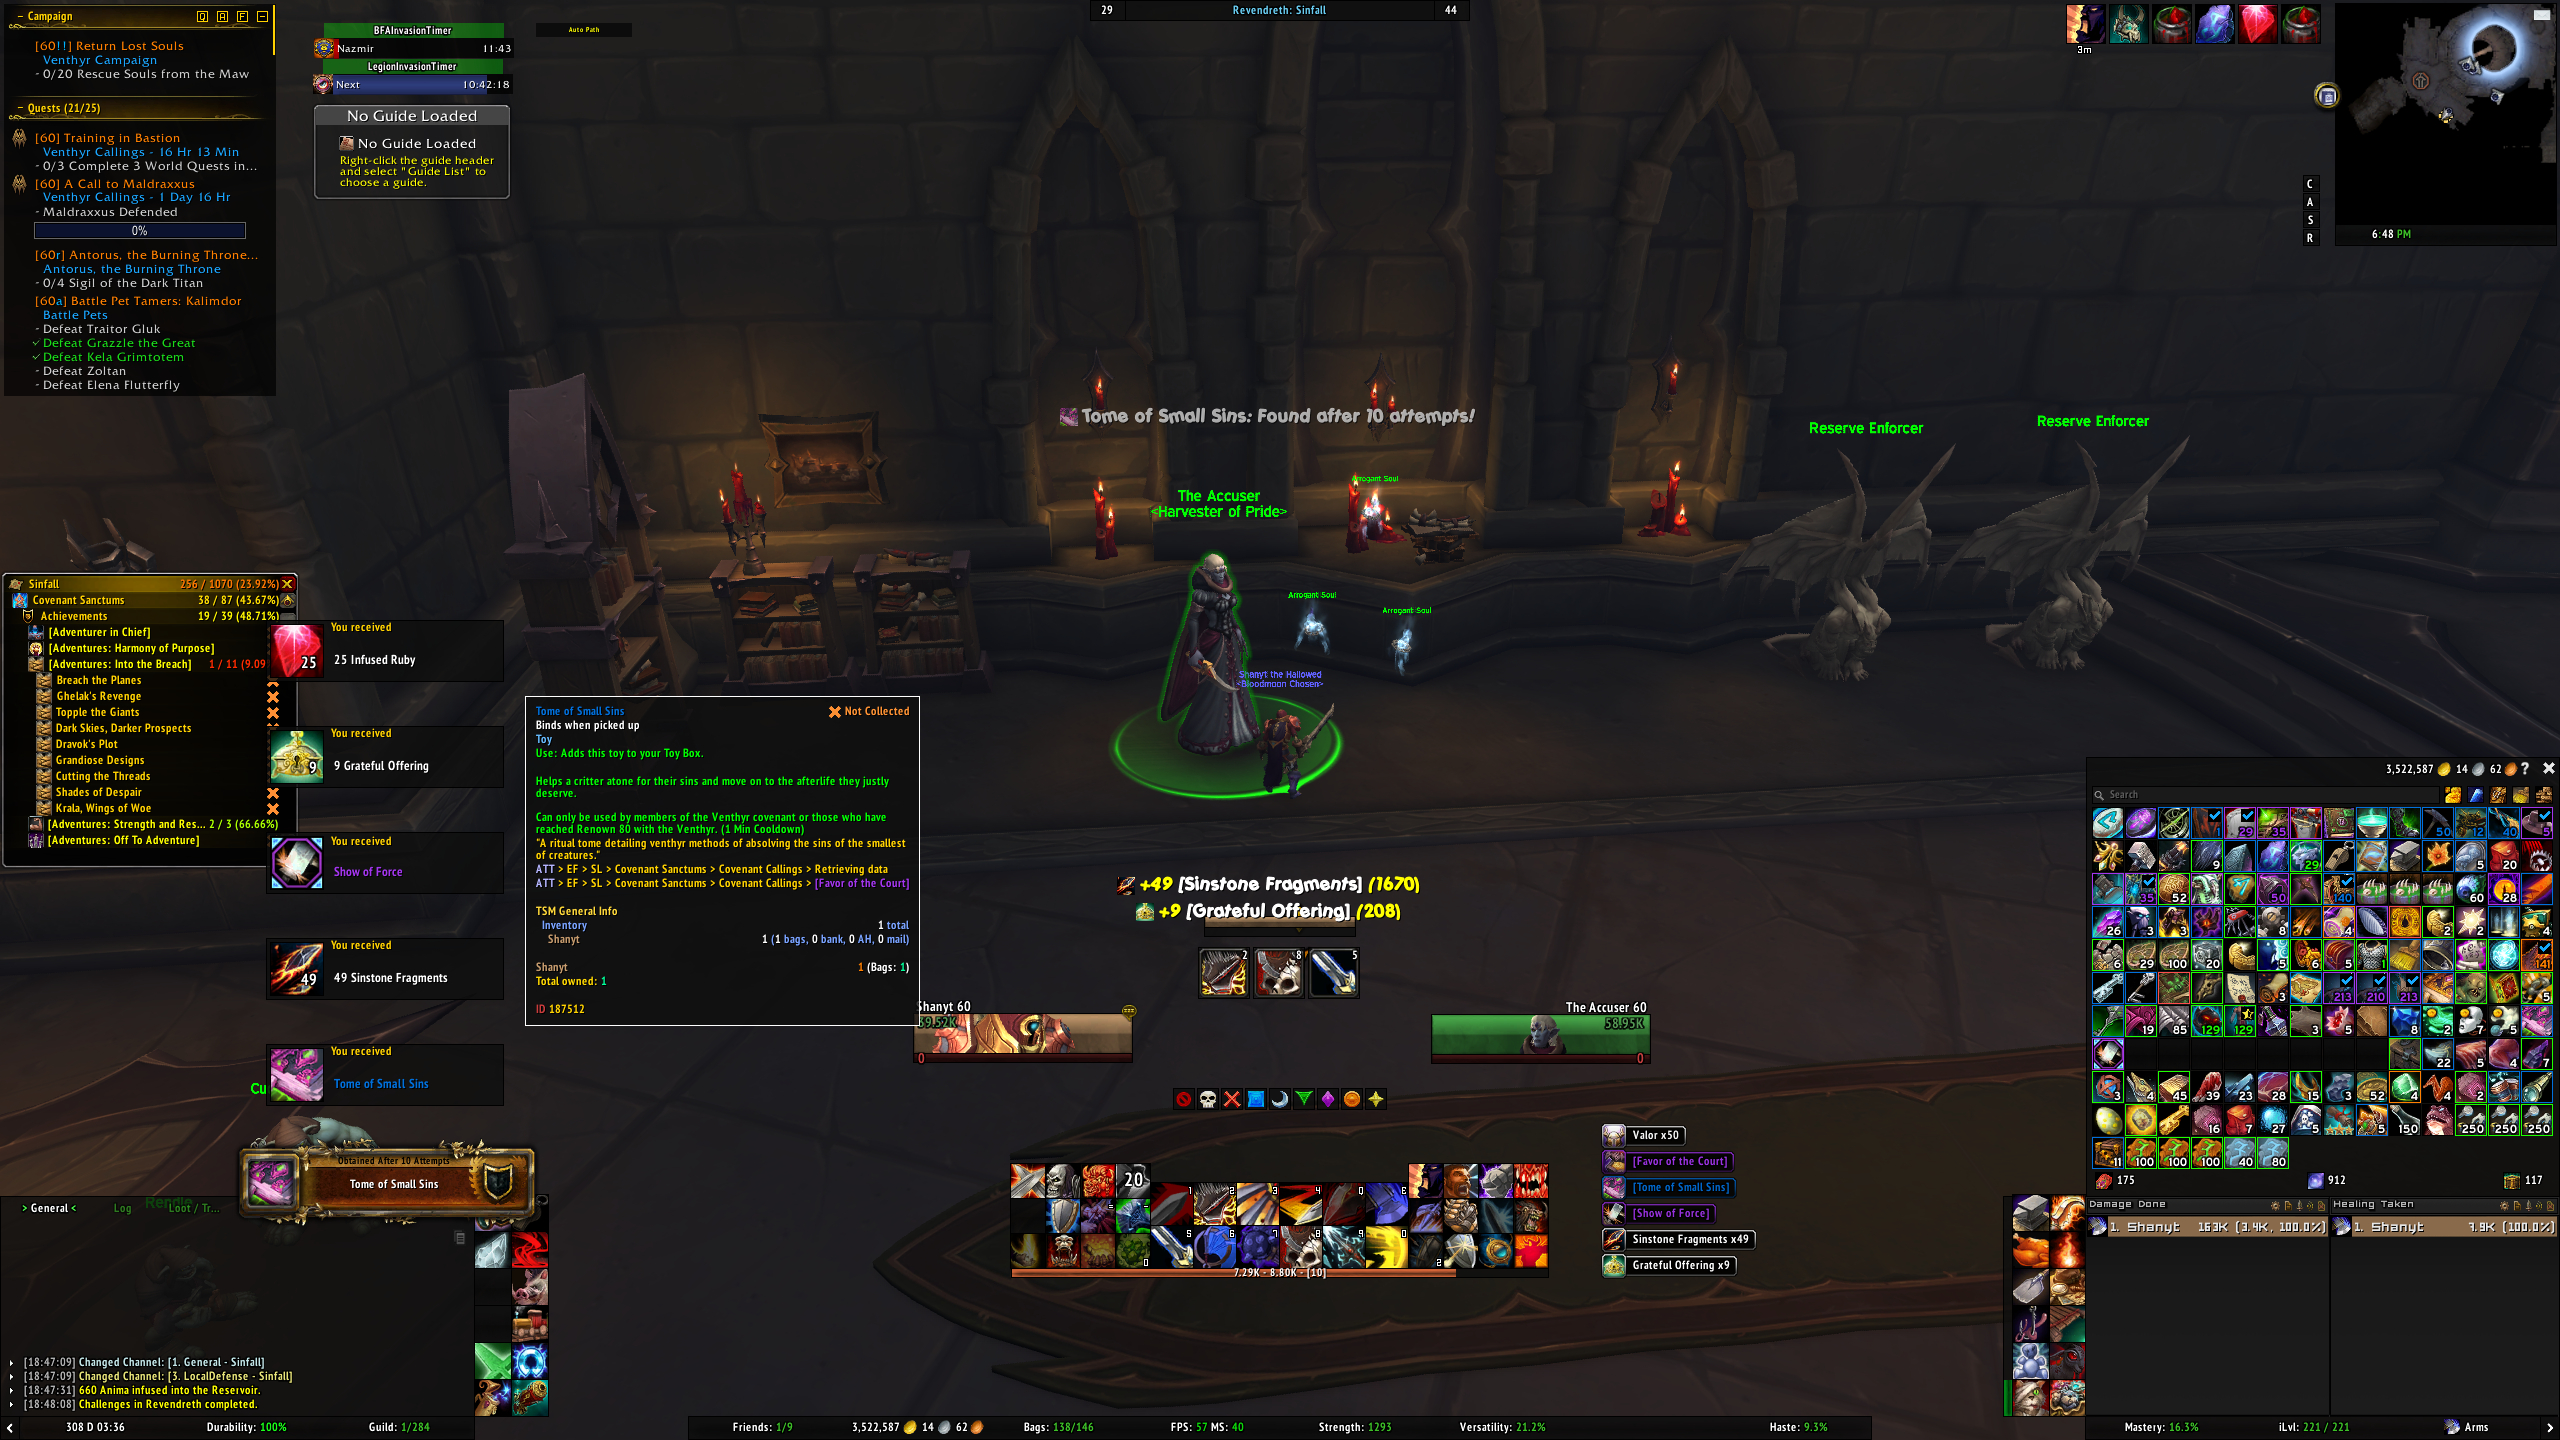 − Campaign
Q A F −
[60!!] Return Lost Souls
Venthyr Campaign
- 0/20 Rescue Souls from the Maw
− Quests (21/25)
[60] Training in Bastion
Venthyr Callings - 16 Hr 13 Min
- 0/3 Complete 3 World Quests in...
[60] A Call to Maldraxxus
Venthyr Callings - 1 Day 16 Hr
- Maldraxxus Defended
0%
[60r] Antorus, the Burning Throne...
Antorus, the Burning Throne
- 0/4 Sigil of the Dark Titan
[60a] Battle Pet Tamers: Kalimdor
Battle Pets
- Defeat Traitor Gluk
Defeat Grazzle the Great
Defeat Kela Grimtotem
- Defeat Zoltan
- Defeat Elena Flutterfly
BFAInvasionTimer
Nazmir 11:43
LegionInvasionTimer
Next 10:42:18
No Guide Loaded
No Guide Loaded
Right-click the guide header
and select "Guide List" to
choose a guide.
Auto Path
29 Revendreth: Sinfall 44
3m
C
A
S
R
6:48 PM
Tome of Small Sins: Found after 10 attempts!
Reserve Enforcer
Reserve Enforcer
The Accuser
<Harvester of Pride>
Arrogant Soul
Arrogant Soul
Arrogant Soul
Shanyt the Hallowed
<Bloodmoon Chosen>
Sinfall 256 / 1070 (23.92%)
Covenant Sanctums 38 / 87 (43.67%)
Achievements 19 / 39 (48.71%)
[Adventurer in Chief]
[Adventures: Harmony of Purpose]
[Adventures: Into the Breach] 1 / 11 (9.09
Breach the Planes
Ghelak's Revenge
Topple the Giants
Dark Skies, Darker Prospects
Dravok's Plot
Grandiose Designs
Cutting the Threads
Shades of Despair
Krala, Wings of Woe
[Adventures: Strength and Res... 2 / 3 (66.66%)
[Adventures: Off To Adventure]
You received
25
25 Infused Ruby
You received
9
9 Grateful Offering
You received
Show of Force
You received
49
49 Sinstone Fragments
You received
Tome of Small Sins
Obtained After 10 Attempts
Tome of Small Sins
Tome of Small Sins Not Collected
Binds when picked up
Toy
Use: Adds this toy to your Toy Box.
Helps a critter atone for their sins and move on to the afterlife they justly
deserve.
Can only be used by members of the Venthyr covenant or those who have
reached Renown 80 with the Venthyr. (1 Min Cooldown)
"A ritual tome detailing venthyr methods of absolving the sins of the smallest
of creatures."
ATT > EF > SL > Covenant Sanctums > Covenant Callings > Retrieving data
ATT > EF > SL > Covenant Sanctums > Covenant Callings > [Favor of the Court]
TSM General Info
Inventory 1 total
Shanyt 1 (1 bags, 0 bank, 0 AH, 0 mail)
Shanyt 1 (Bags: 1)
Total owned: 1
ID 187512
+49 [Sinstone Fragments] (1670)
+9 [Grateful Offering] (208)
2 8 5
Shanyt 60
39.52K
0
The Accuser 60
58.95K
0
Valor x50
[Favor of the Court]
[Tome of Small Sins]
[Show of Force]
Sinstone Fragments x49
Grateful Offering x9
20
7.29K - 8.80K - [10]
3,522,587 14 62 ?
Search
175 912 117
Damage Done
1. Shanyt 163K (3.4K, 100.0%)
Healing Taken
1. Shanyt 7.9K (100.0%)
> General < Log Loot / Tr...
[18:47:09] Changed Channel: [1. General - Sinfall]
[18:47:09] Changed Channel: [3. LocalDefense - Sinfall]
[18:47:31] 660 Anima infused into the Reservoir.
[18:48:08] Challenges in Revendreth completed.
308 D 03:36 Durability: 100% Guild: 1/284
Friends: 1/9 3,522,587 14 62 Bags: 138/146 FPS: 57 MS: 40 Strength: 1293 Versatility: 21.2% Haste: 9.3%
Mastery: 16.3% iLvl: 221 / 221 Arms